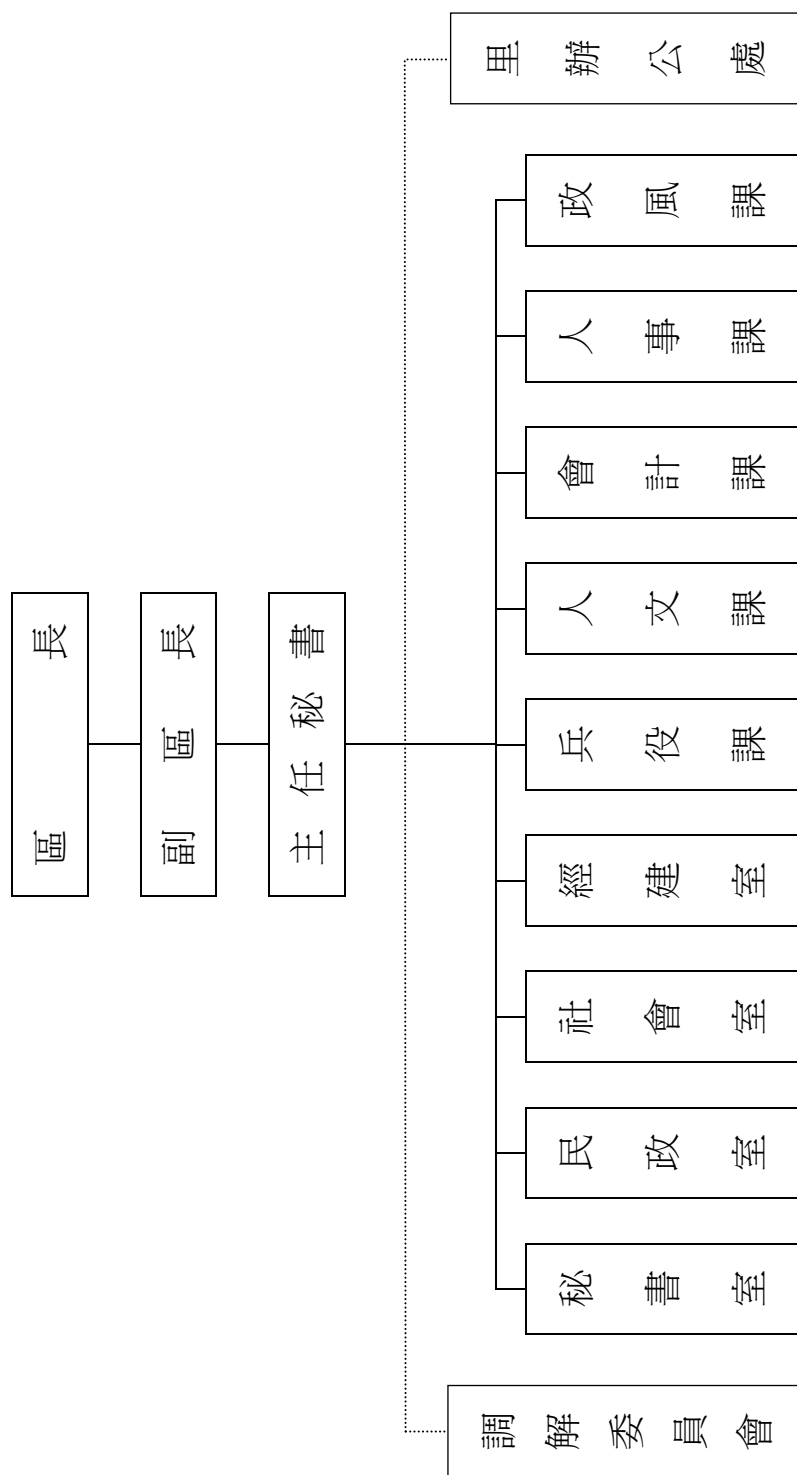 區長
副區長
主任秘書
調解委員會
秘書室
民政室
社會室
經建室
兵役課
人文課
會計課
人事課
政風課
里辦公處